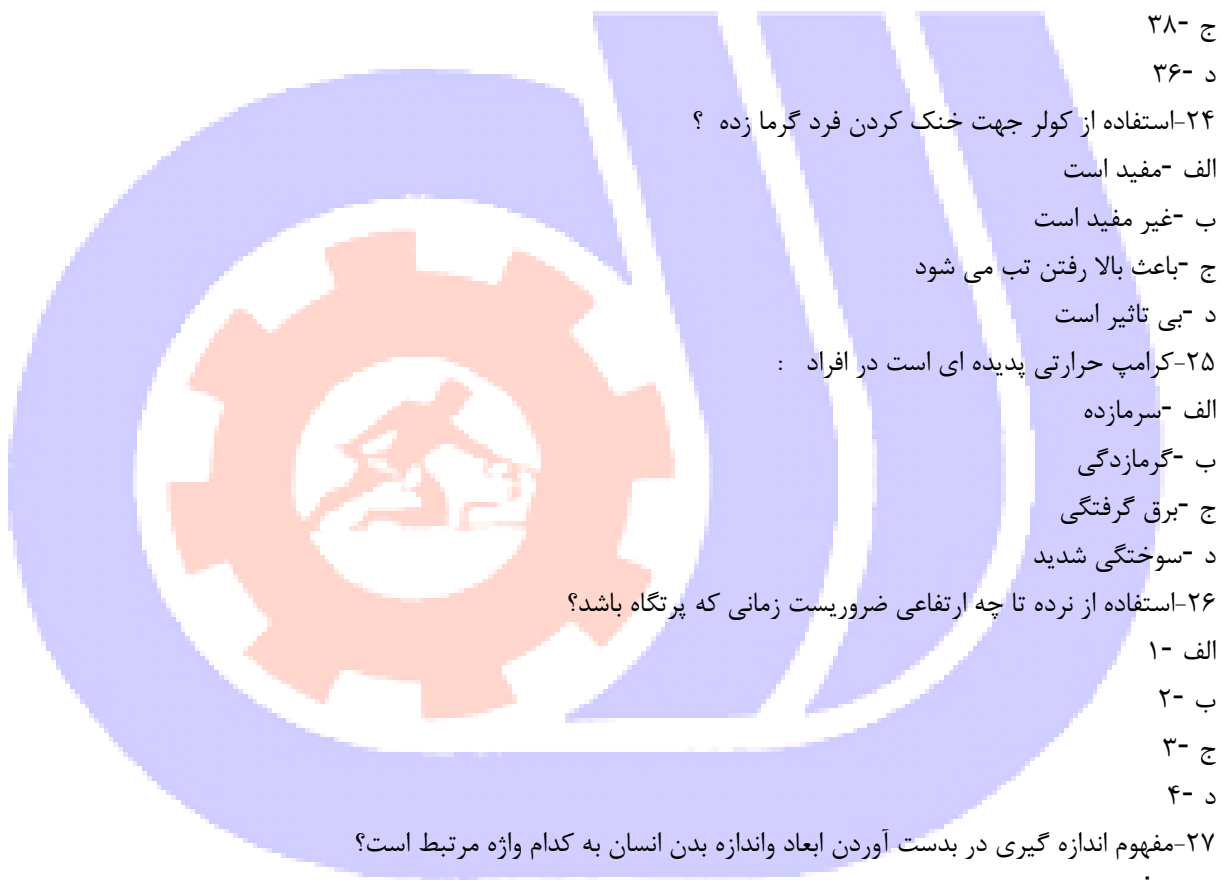 ج -۳۸
د -۳۶
۲۴-استفاده از کولر جهت خنک کردن فرد گرما زده ؟
الف -مفید است
ب -غیر مفید است
ج -باعث بالا رفتن تب می شود
د -بی تاثیر است
۲۵-کرامپ حرارتی پدیده ای است در افراد :
الف -سرمازده
ب -گرمازدگی
ج -برق گرفتگی
د -سوختگی شدید
۲۶-استفاده از نرده تا چه ارتفاعی ضروریست زمانی که پرتگاه باشد؟
الف -۱
ب -۲
ج -۳
د -۴
۲۷-مفهوم اندازه گیری در بدست آوردن ابعاد واندازه بدن انسان به کدام واژه مرتبط است؟